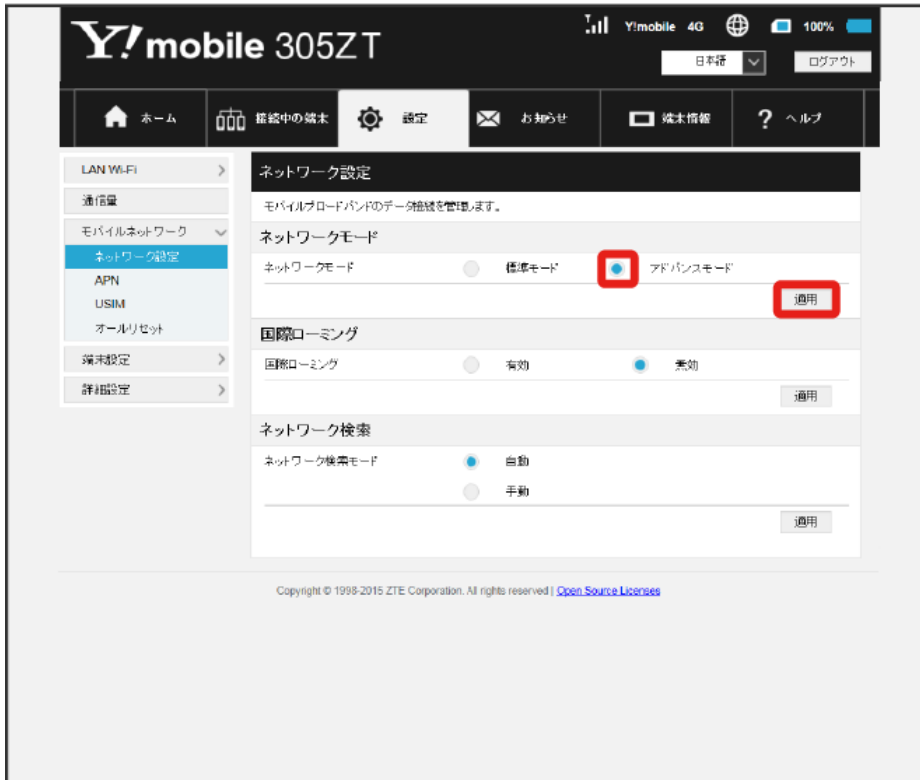 Y! mobile 305ZT
Y!mobile 4G 100%
日本語 ログアウト
ホーム 接続中の端末 設定 お知らせ 端末情報 ? ヘルプ
LAN Wi-Fi
通信量
モバイルネットワーク
ネットワーク設定
APN
USIM
オールリセット
端末設定
詳細設定
ネットワーク設定
モバイルブロードバンドのデータ接続を管理します。
ネットワークモード
ネットワークモード 標準モード アドバンスモード
適用
国際ローミング
国際ローミング 有効 無効
適用
ネットワーク検索
ネットワーク検索モード 自動
手動
適用
Copyright © 1998-2015 ZTE Corporation. All rights reserved | Open Source Licenses